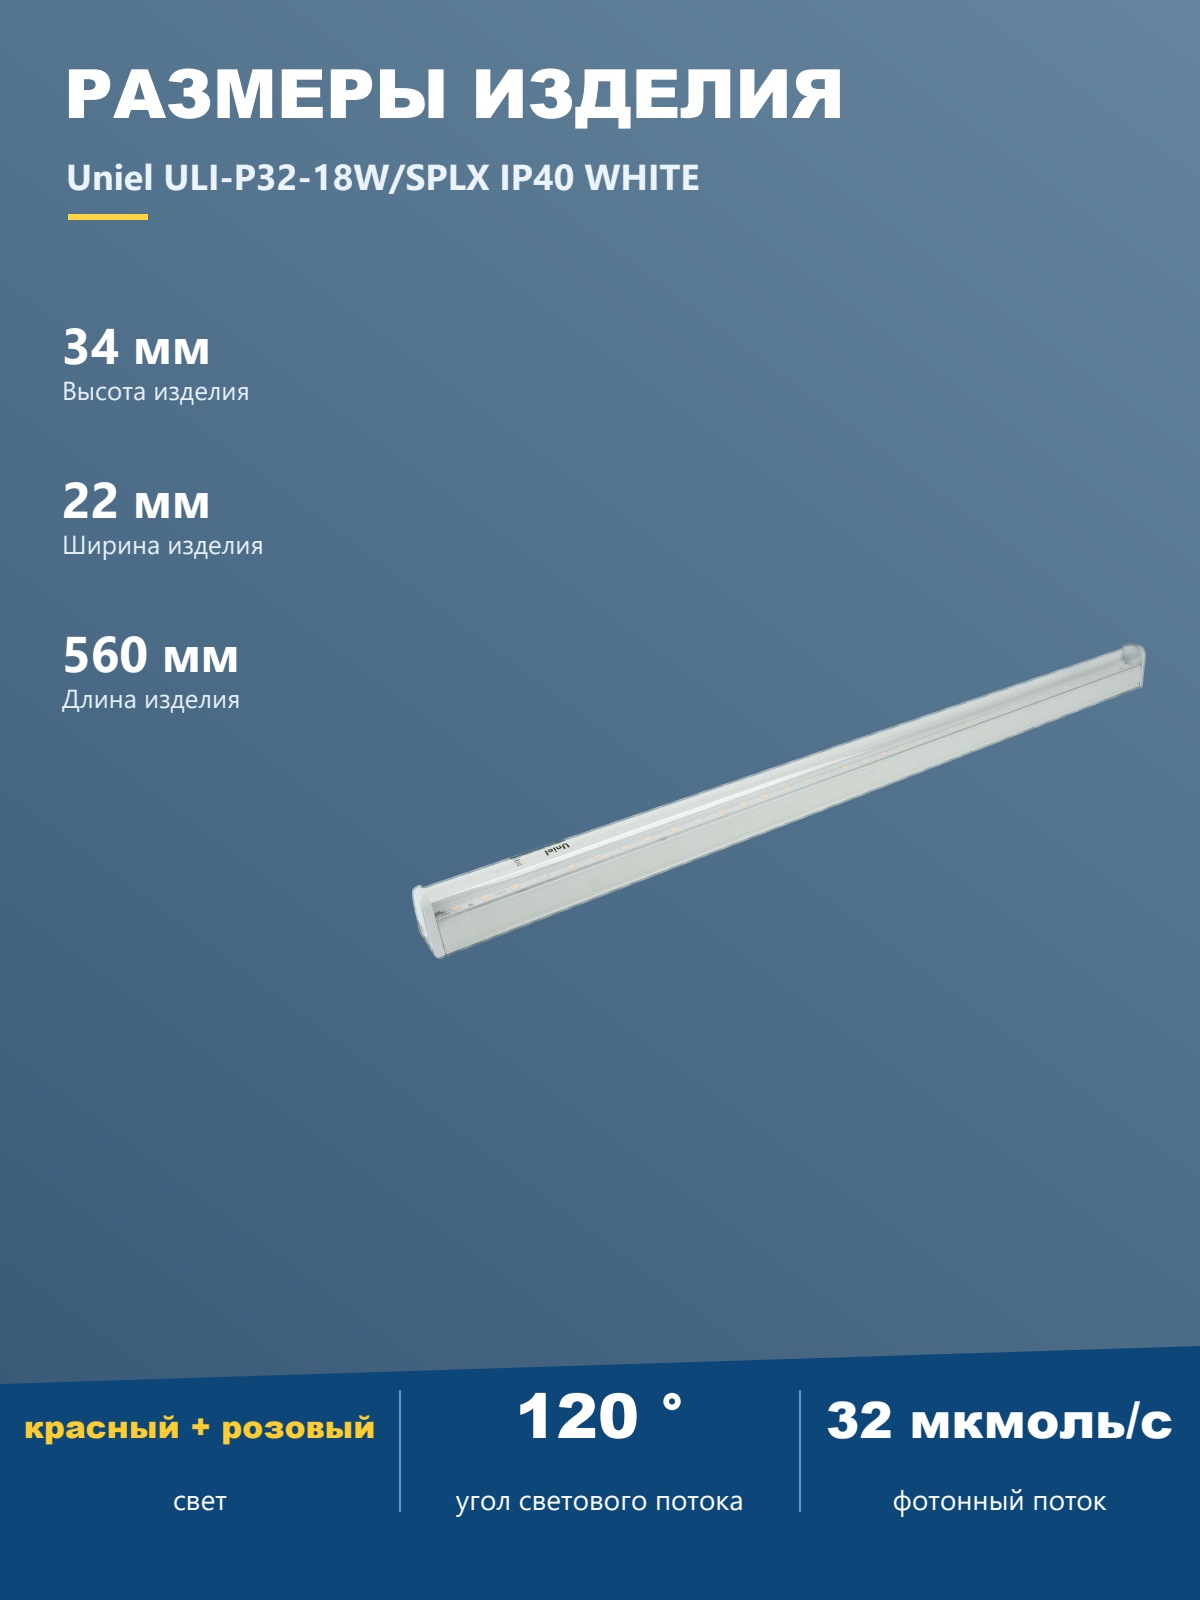 РАЗМЕРЫ ИЗДЕЛИЯ
Uniel ULI-P32-18W/SPLX IP40 WHITE
34 мм
Высота изделия
22 мм
Ширина изделия
560 мм
Длина изделия
Uniel
красный + розовый
свет
120 °
угол светового потока
32 мкмоль/с
фотонный поток